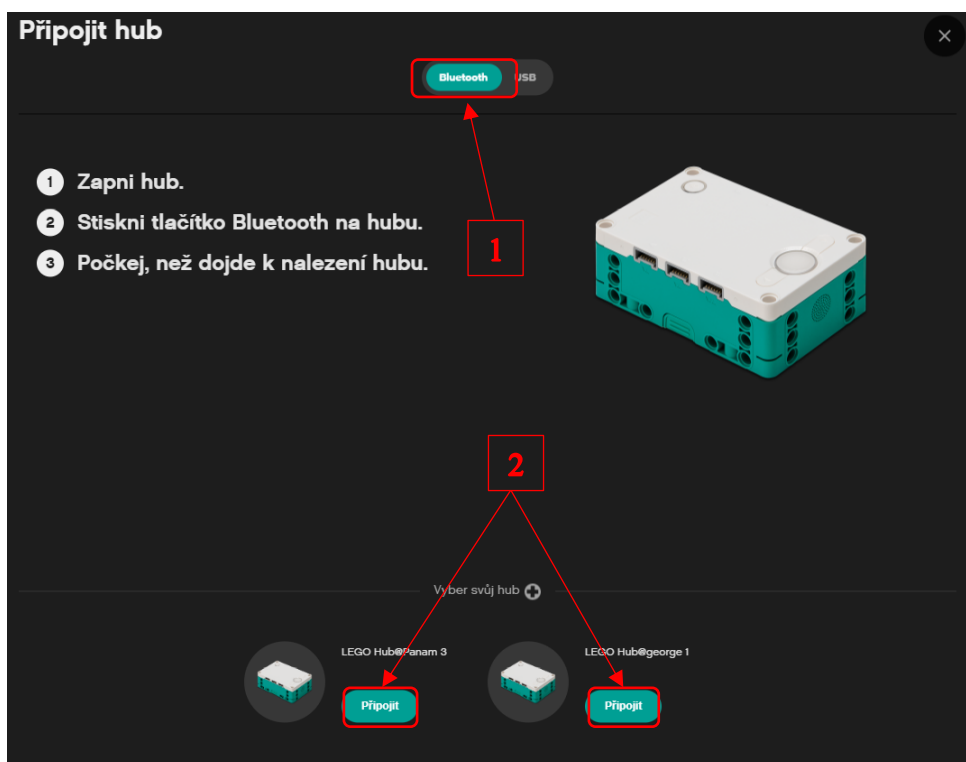 Připojit hub
Bluetooth USB
1 Zapni hub.
2 Stiskni tlačítko Bluetooth na hubu.
3 Počkej, než dojde k nalezení hubu.
1
2
Vyber svůj hub
LEGO Hub@Panam 3
Připojit
LEGO Hub@george 1
Připojit